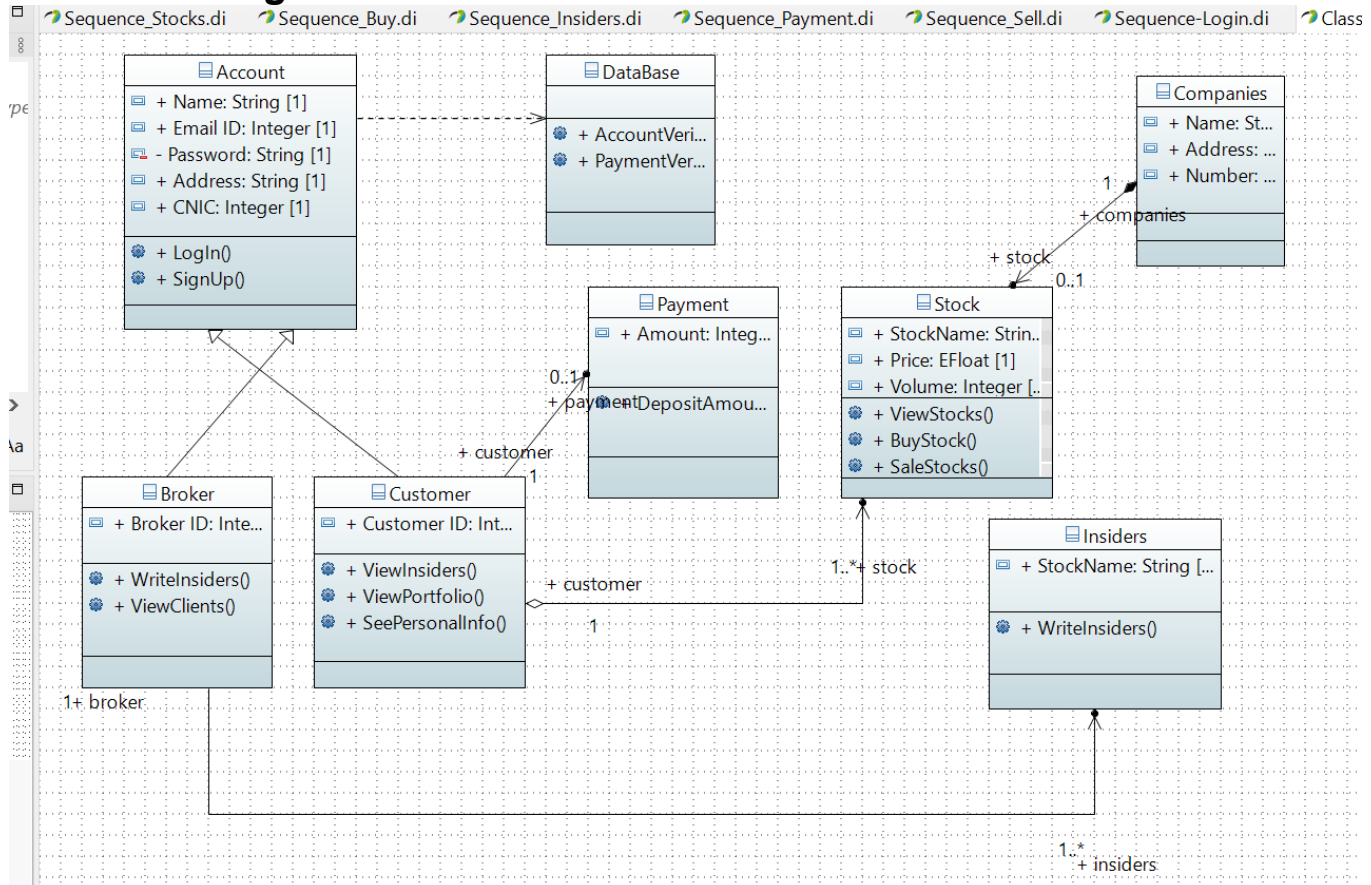 Sequence_Stocks.di
Sequence_Buy.di
Sequence_Insiders.di
Sequence_Payment.di
Sequence_Sell.di
Sequence-Login.di
Class
ype
Aa
Account
+ Name: String [1]
+ Email ID: Integer [1]
- Password: String [1]
+ Address: String [1]
+ CNIC: Integer [1]
+ LogIn()
+ SignUp()
DataBase
+ AccountVeri...
+ PaymentVer...
Companies
+ Name: St...
+ Address: ...
+ Number: ...
1
+ companies
+ stock
0..1
Payment
+ Amount: Integ...
+ DepositAmou...
0..1
+ payment
+ customer
1
Stock
+ StockName: Strin..
+ Price: EFloat [1]
+ Volume: Integer [..
+ ViewStocks()
+ BuyStock()
+ SaleStocks()
Broker
+ Broker ID: Inte...
+ WriteInsiders()
+ ViewClients()
Customer
+ Customer ID: Int...
+ ViewInsiders()
+ ViewPortfolio()
+ SeePersonalInfo()
+ customer
1
1..*+ stock
Insiders
+ StockName: String [...
+ WriteInsiders()
1+ broker
1..*
+ insiders